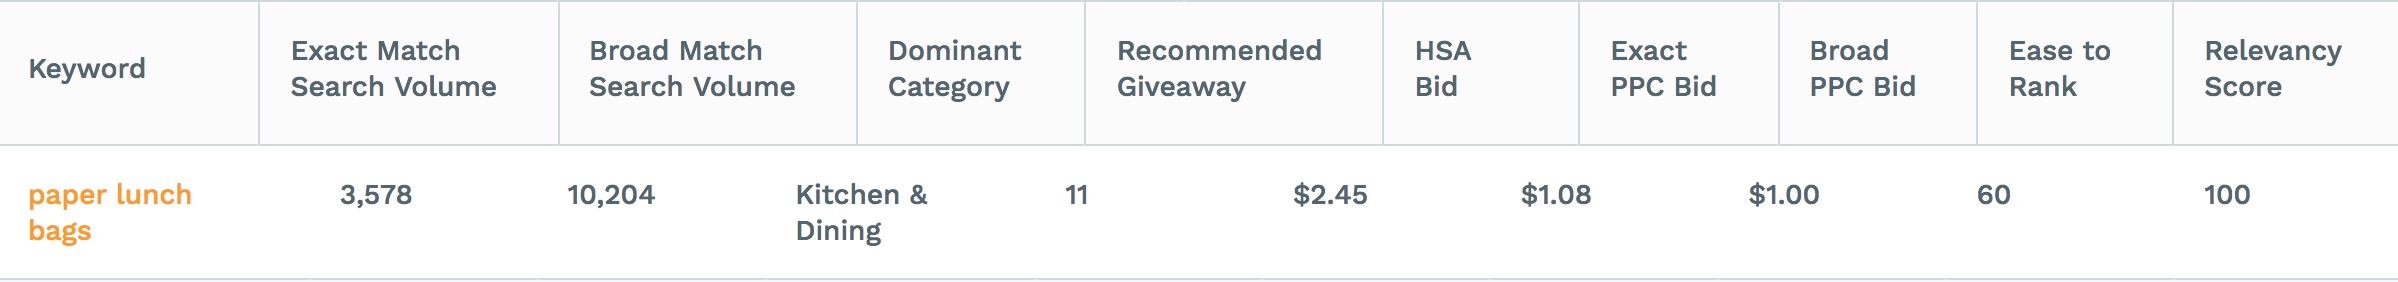 Keyword
Exact Match
Search Volume
Broad Match
Search Volume
Dominant
Category
Recommended
Giveaway
HSA
Bid
Exact
PPC Bid
Broad
PPC Bid
Ease to
Rank
Relevancy
Score
paper lunch
bags
3,578
10,204
Kitchen &
Dining
11
$2.45
$1.08
$1.00
60
100